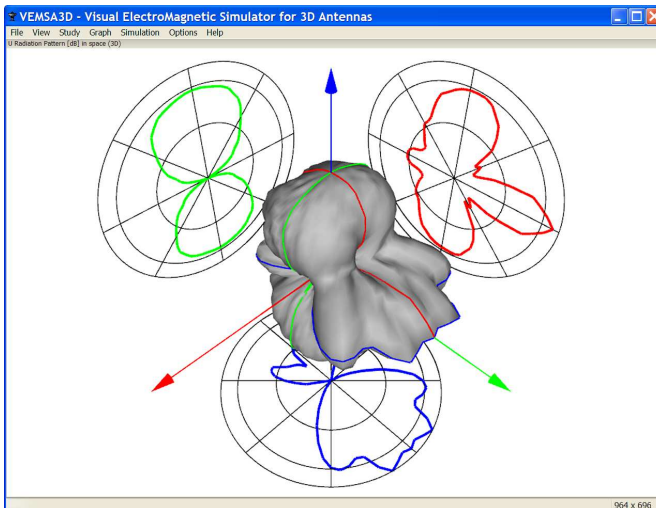 VEMSA3D - Visual ElectroMagnetic Simulator for 3D Antennas
File View Study Graph Simulation Options Help
U Radiation Pattern [dB] in space (3D)
964 x 696